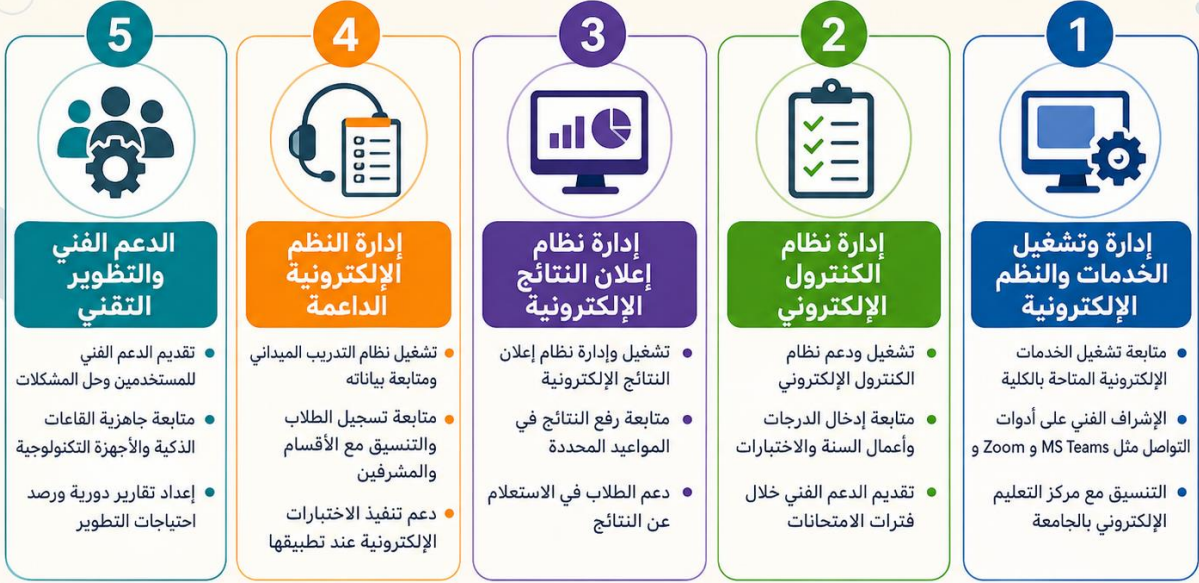 1
إدارة وتشغيل
الخدمات والنظم
الإلكترونية
متابعة تشغيل الخدمات
الإلكترونية المتاحة بالكلية
الإشراف الفني على أدوات
التواصل مثل MS Teams و Zoom و
التنسيق مع مركز التعليم
الإلكتروني بالجامعة
2
إدارة نظام
الكنترول
الإلكتروني
تشغيل ودعم نظام
الكنترول الإلكتروني
متابعة إدخال الدرجات
وأعمال السنة والاختبارات
تقديم الدعم الفني خلال
فترات الامتحانات
3
إدارة نظام
إعلان النتائج
الإلكترونية
تشغيل وإدارة نظام إعلان
النتائج الإلكترونية
متابعة رفع النتائج في
المواعيد المحددة
دعم الطلاب في الاستعلام
عن النتائج
4
إدارة النظم
الإلكترونية
الداعمة
تشغيل نظام التدريب الميداني
ومتابعة بياناته
متابعة تسجيل الطلاب
والتنسيق مع الأقسام
والمشرفين
دعم تنفيذ الاختبارات
الإلكترونية عند تطبيقها
5
الدعم الفني
والتظوير
التقني
تقديم الدعم الفني
للمستخدمين وحل المشكلات
متابعة جاهزية القاعات
الذكية والأجهزة التكنولوجية
إعداد تقارير دورية ورصد
احتياجات التطوير